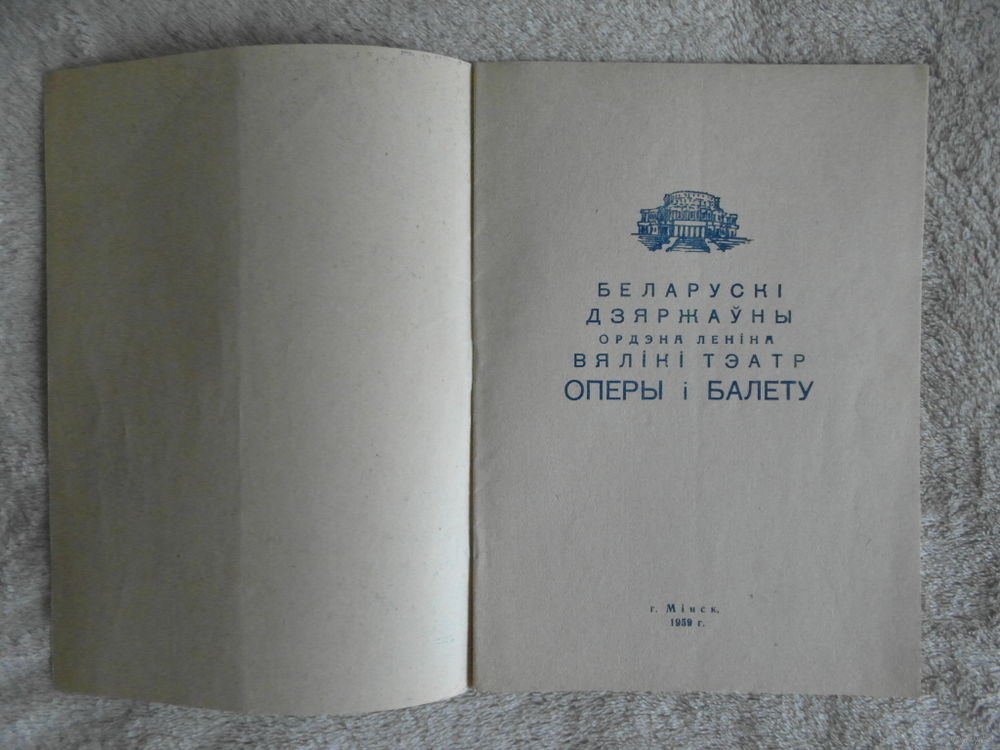 БЕЛАРУСКІ
ДЗЯРЖАЎНЫ
ОРДЭНА ЛЕНІНА
ВЯЛІКІ ТЭАТР
ОПЕРЫ і БАЛЕТУ
г. Мінск,
1959 г.